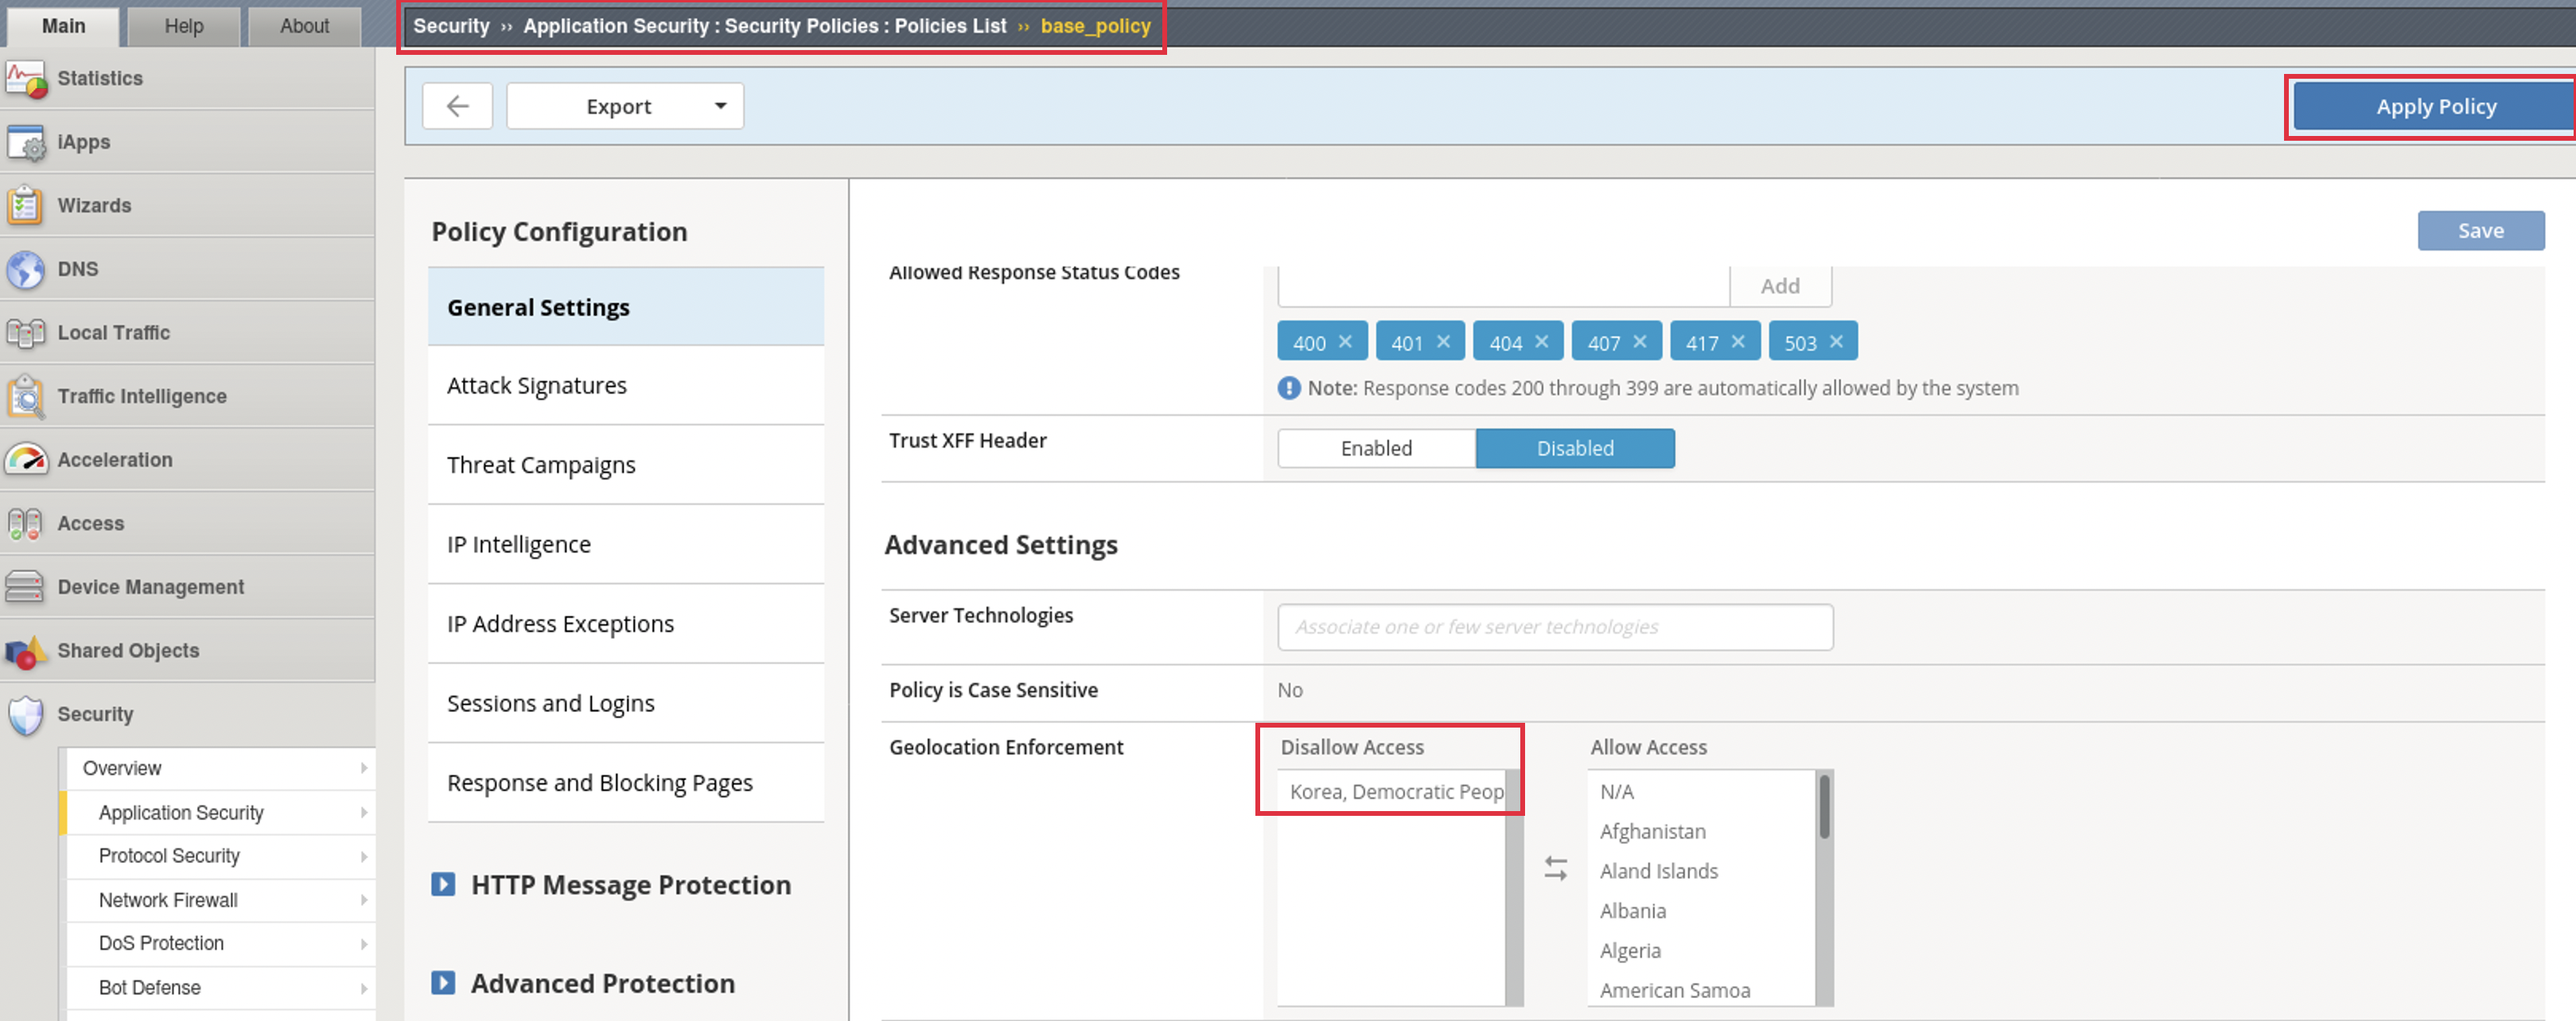 Main Help About
Security ›› Application Security : Security Policies : Policies List ›› base_policy
Statistics
iApps
Wizards
DNS
Local Traffic
Traffic Intelligence
Acceleration
Access
Device Management
Shared Objects
Security
Overview
Application Security
Protocol Security
Network Firewall
DoS Protection
Bot Defense
Export
Apply Policy
Policy Configuration
General Settings
Attack Signatures
Threat Campaigns
IP Intelligence
IP Address Exceptions
Sessions and Logins
Response and Blocking Pages
HTTP Message Protection
Advanced Protection
Save
Allowed Response Status Codes
Add
400 × 401 × 404 × 407 × 417 × 503 ×
Note: Response codes 200 through 399 are automatically allowed by the system
Trust XFF Header
Enabled Disabled
Advanced Settings
Server Technologies
Associate one or few server technologies
Policy is Case Sensitive
No
Geolocation Enforcement
Disallow Access
Korea, Democratic Peop
Allow Access
N/A
Afghanistan
Aland Islands
Albania
Algeria
American Samoa